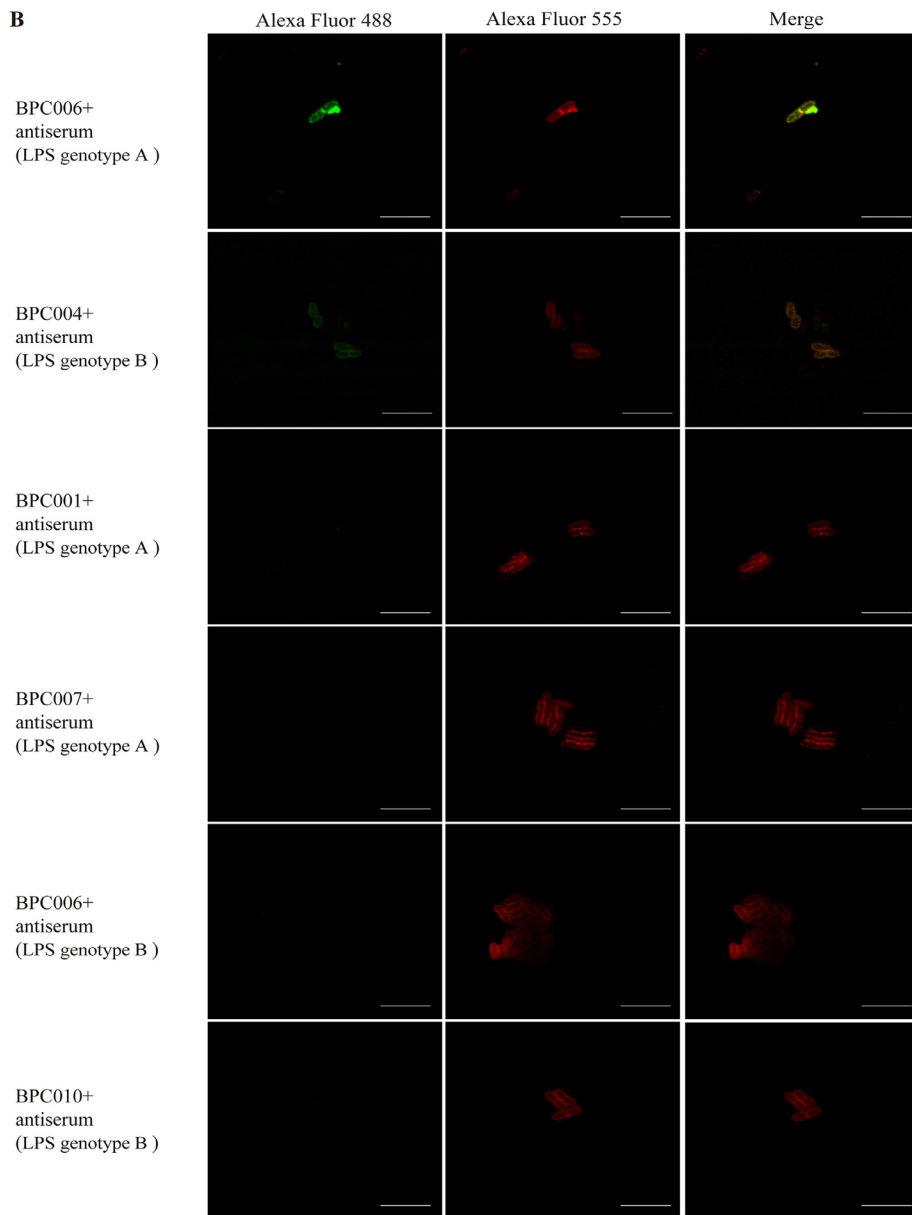 B
Alexa Fluor 488 Alexa Fluor 555 Merge
BPC006+
antiserum
(LPS genotype A )
BPC004+
antiserum
(LPS genotype B )
BPC001+
antiserum
(LPS genotype A )
BPC007+
antiserum
(LPS genotype A )
BPC006+
antiserum
(LPS genotype B )
BPC010+
antiserum
(LPS genotype B )